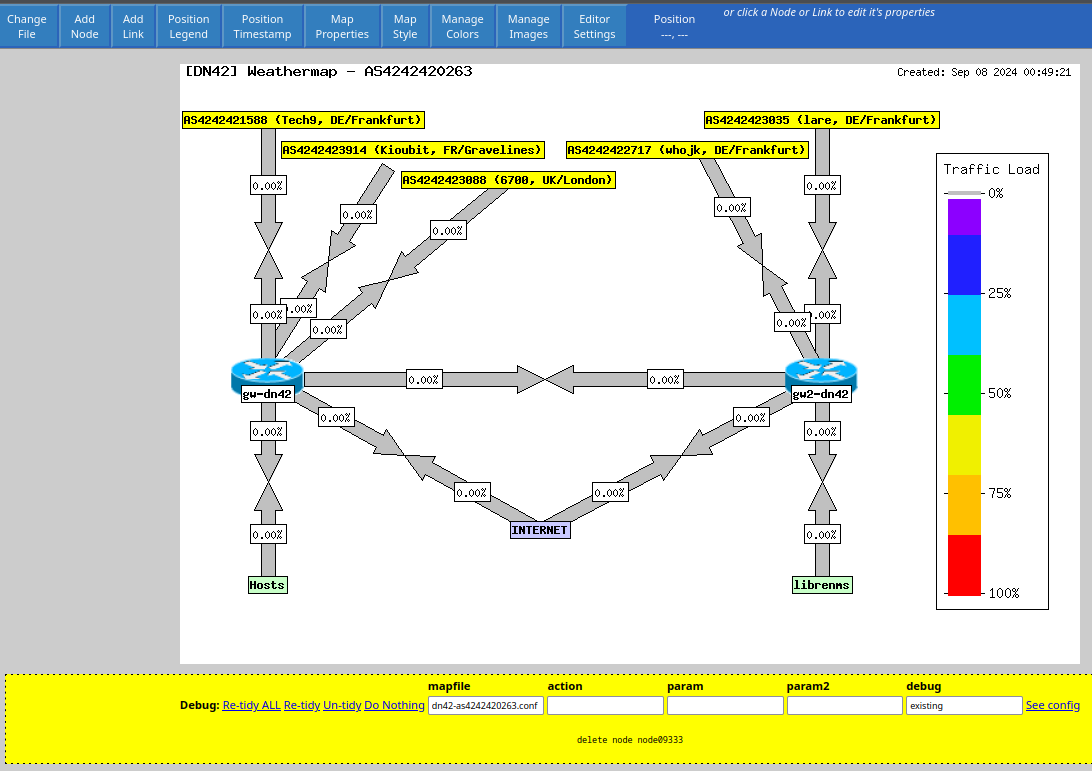 Change File
Add Node
Add Link
Position Legend
Position Timestamp
Map Properties
Map Style
Manage Colors
Manage Images
Editor Settings
Position ---, ---
or click a Node or Link to edit it's properties
[DN42] Weathermap - AS4242420263
Created: Sep 08 2024 00:49:21
AS4242421588 (Tech9, DE/Frankfurt)
AS4242423035 (lare, DE/Frankfurt)
AS4242423914 (Kioubit, FR/Gravelines)
AS4242422717 (whojk, DE/Frankfurt)
AS4242423088 (6700, UK/London)
Traffic Load
0%
25%
50%
75%
100%
0.00%
0.00%
0.00%
0.00%
0.00%
0.00%
.00%
0.00%
.00%
0.00%
0.00%
0.00%
0.00%
gw-dn42
gw2-dn42
0.00%
0.00%
0.00%
0.00%
0.00%
0.00%
INTERNET
0.00%
0.00%
Hosts
librenms
mapfile action param param2 debug
Debug: Re-tidy ALL Re-tidy Un-tidy Do Nothing dn42-as4242420263.conf existing See config
delete node node09333